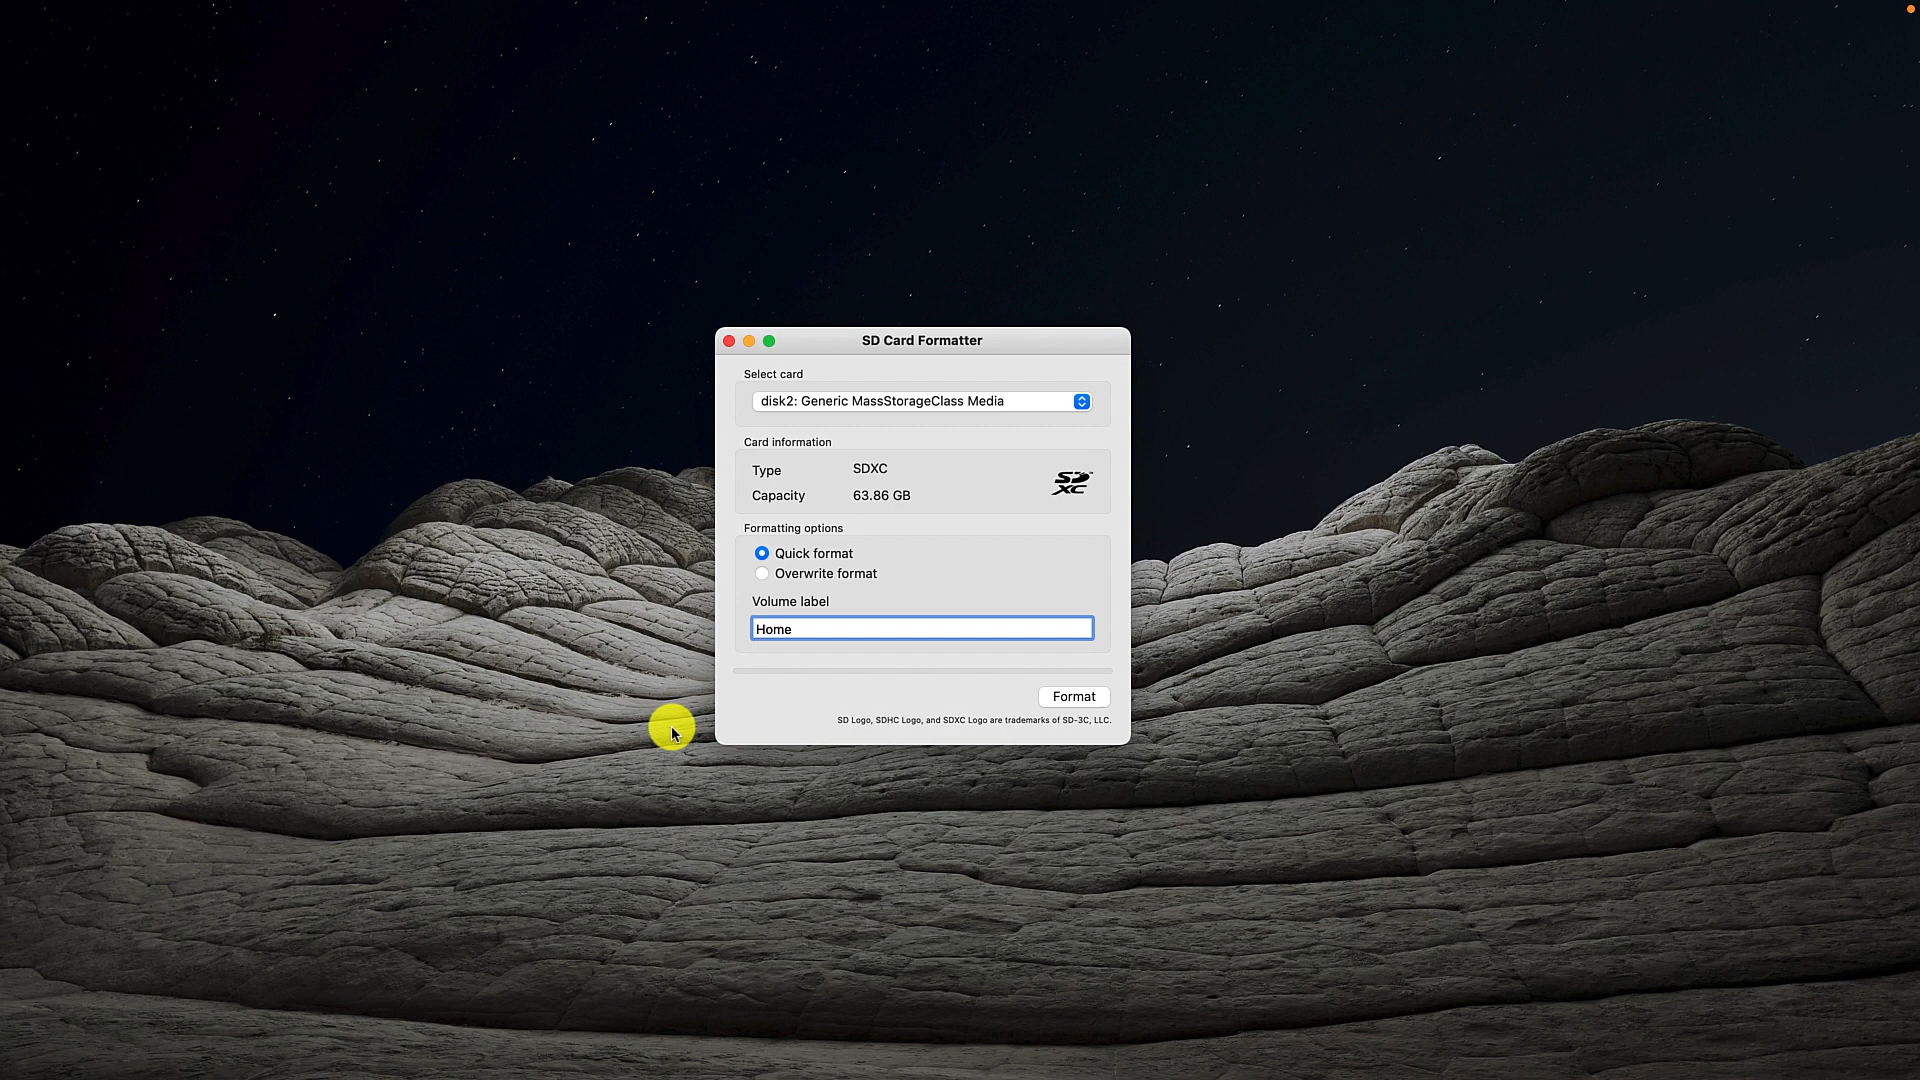 SD Card Formatter
Select card
disk2: Generic MassStorageClass Media
Card information
Type SDXC
Capacity 63.86 GB
SD XC™
Formatting options
Quick format
Overwrite format
Volume label
Home
Format
SD Logo, SDHC Logo, and SDXC Logo are trademarks of SD-3C, LLC.